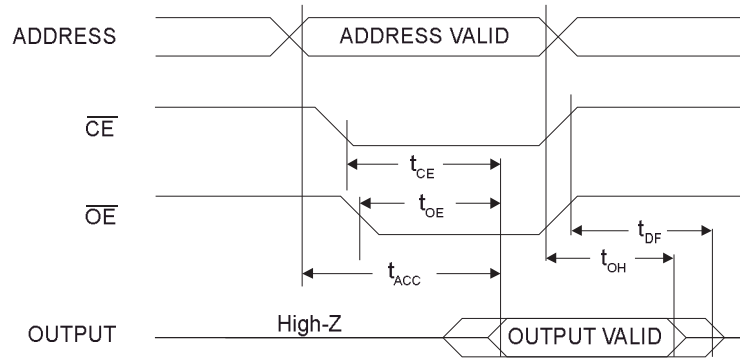 ADDRESS
ADDRESS VALID
CE
tCE
OE
tOE
tDF
tOH
tACC
OUTPUT
High-Z
OUTPUT VALID